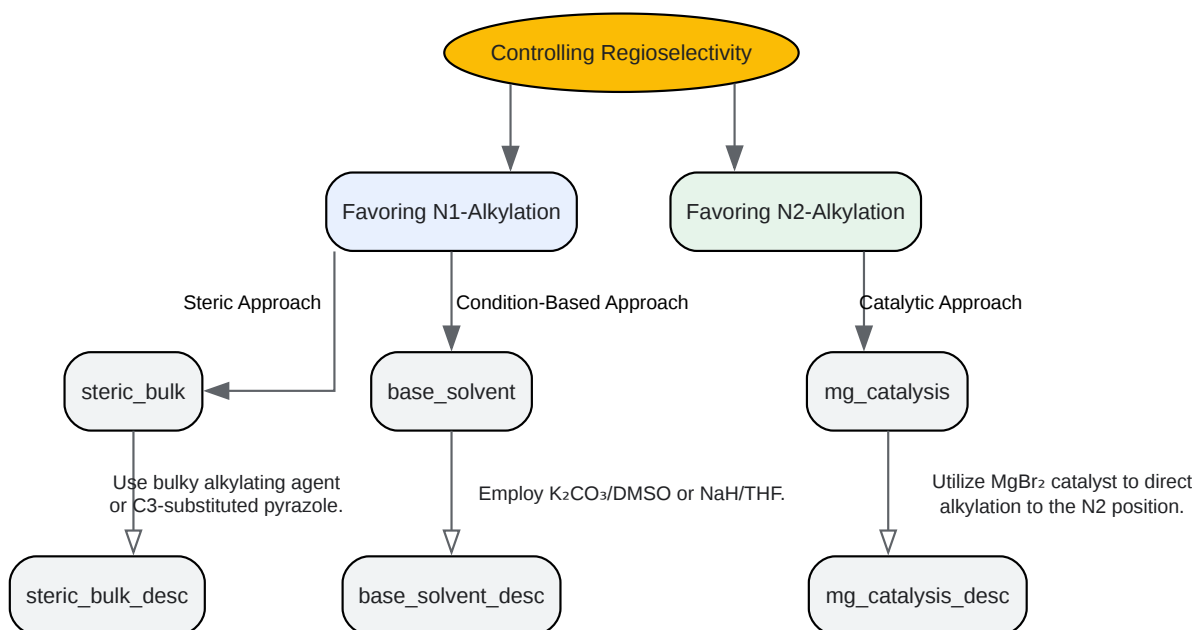 Controlling Regioselectivity
Favoring N1-Alkylation
Favoring N2-Alkylation
Steric Approach
Condition-Based Approach
Catalytic Approach
steric_bulk
base_solvent
mg_catalysis
Use bulky alkylating agent
or C3-substituted pyrazole.
Employ K₂CO₃/DMSO or NaH/THF.
Utilize MgBr₂ catalyst to direct
alkylation to the N2 position.
steric_bulk_desc
base_solvent_desc
mg_catalysis_desc